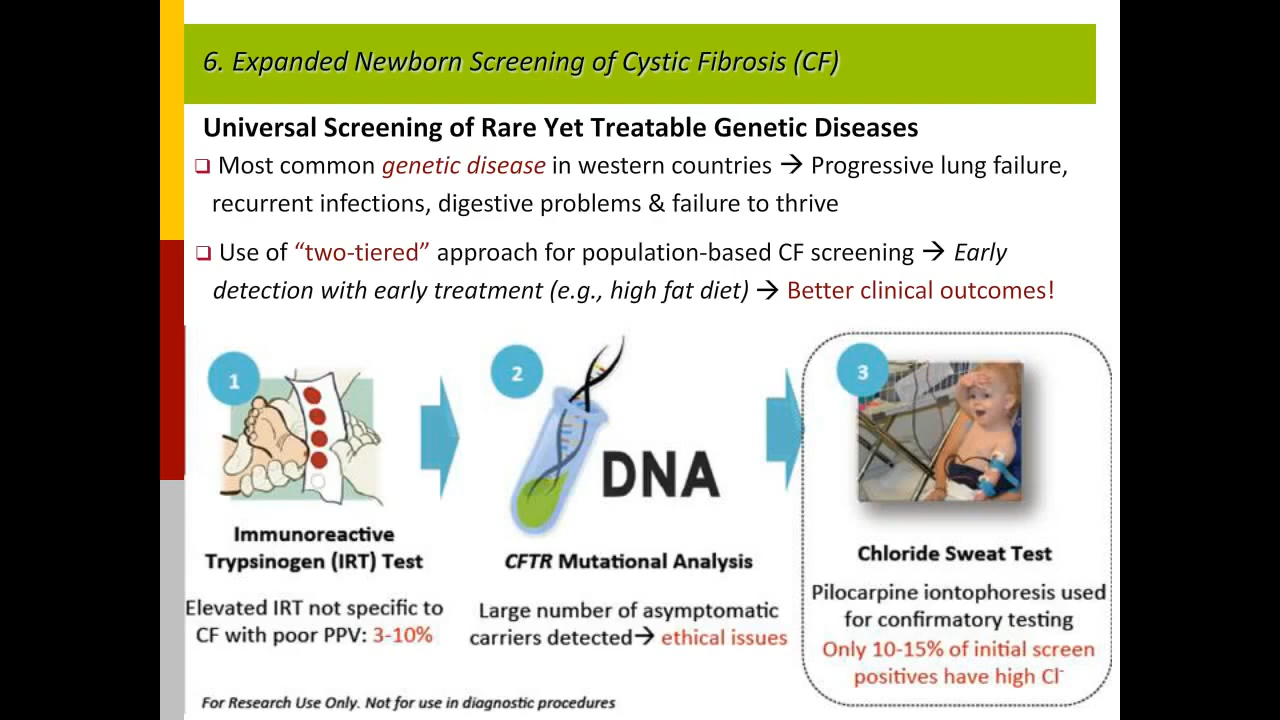 6. Expanded Newborn Screening of Cystic Fibrosis (CF)
Universal Screening of Rare Yet Treatable Genetic Diseases
❑ Most common genetic disease in western countries → Progressive lung failure,
recurrent infections, digestive problems & failure to thrive
❑ Use of “two-tiered” approach for population-based CF screening → Early
detection with early treatment (e.g., high fat diet) → Better clinical outcomes!
1
Immunoreactive
Trypsinogen (IRT) Test
Elevated IRT not specific to
CF with poor PPV: 3-10%
2
DNA
CFTR Mutational Analysis
Large number of asymptomatic
carriers detected→ ethical issues
3
Chloride Sweat Test
Pilocarpine iontophoresis used
for confirmatory testing
Only 10-15% of initial screen
positives have high Cl⁻
For Research Use Only. Not for use in diagnostic procedures